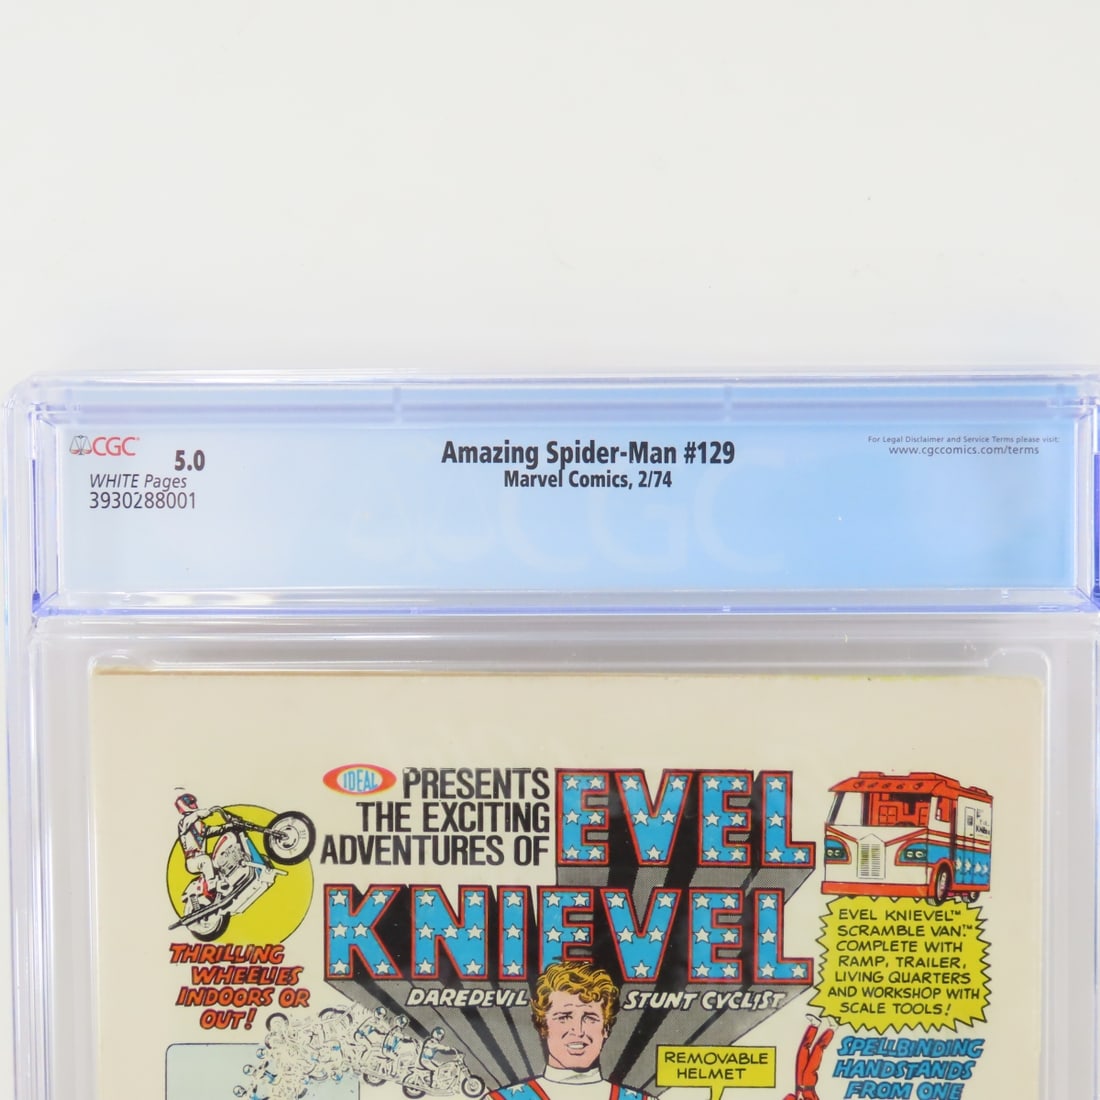 CGC
5.0
WHITE Pages
3930288001
Amazing Spider-Man #129
Marvel Comics, 2/74
For Legal Disclaimer and Service Terms please visit:
www.cgccomics.com/terms
CGC
IDEAL
PRESENTS
THE EXCITING
ADVENTURES OF
EVEL
KNIEVEL
DAREDEVIL STUNT CYCLIST
THRILLING
WHEELIES
INDOORS OR
OUT!
EVEL KNIEVEL™
SCRAMBLE VAN™
COMPLETE WITH
RAMP, TRAILER,
LIVING QUARTERS
AND WORKSHOP WITH
SCALE TOOLS!
REMOVABLE
HELMET
SPELLBINDING
HANDSTANDS
FROM ONE